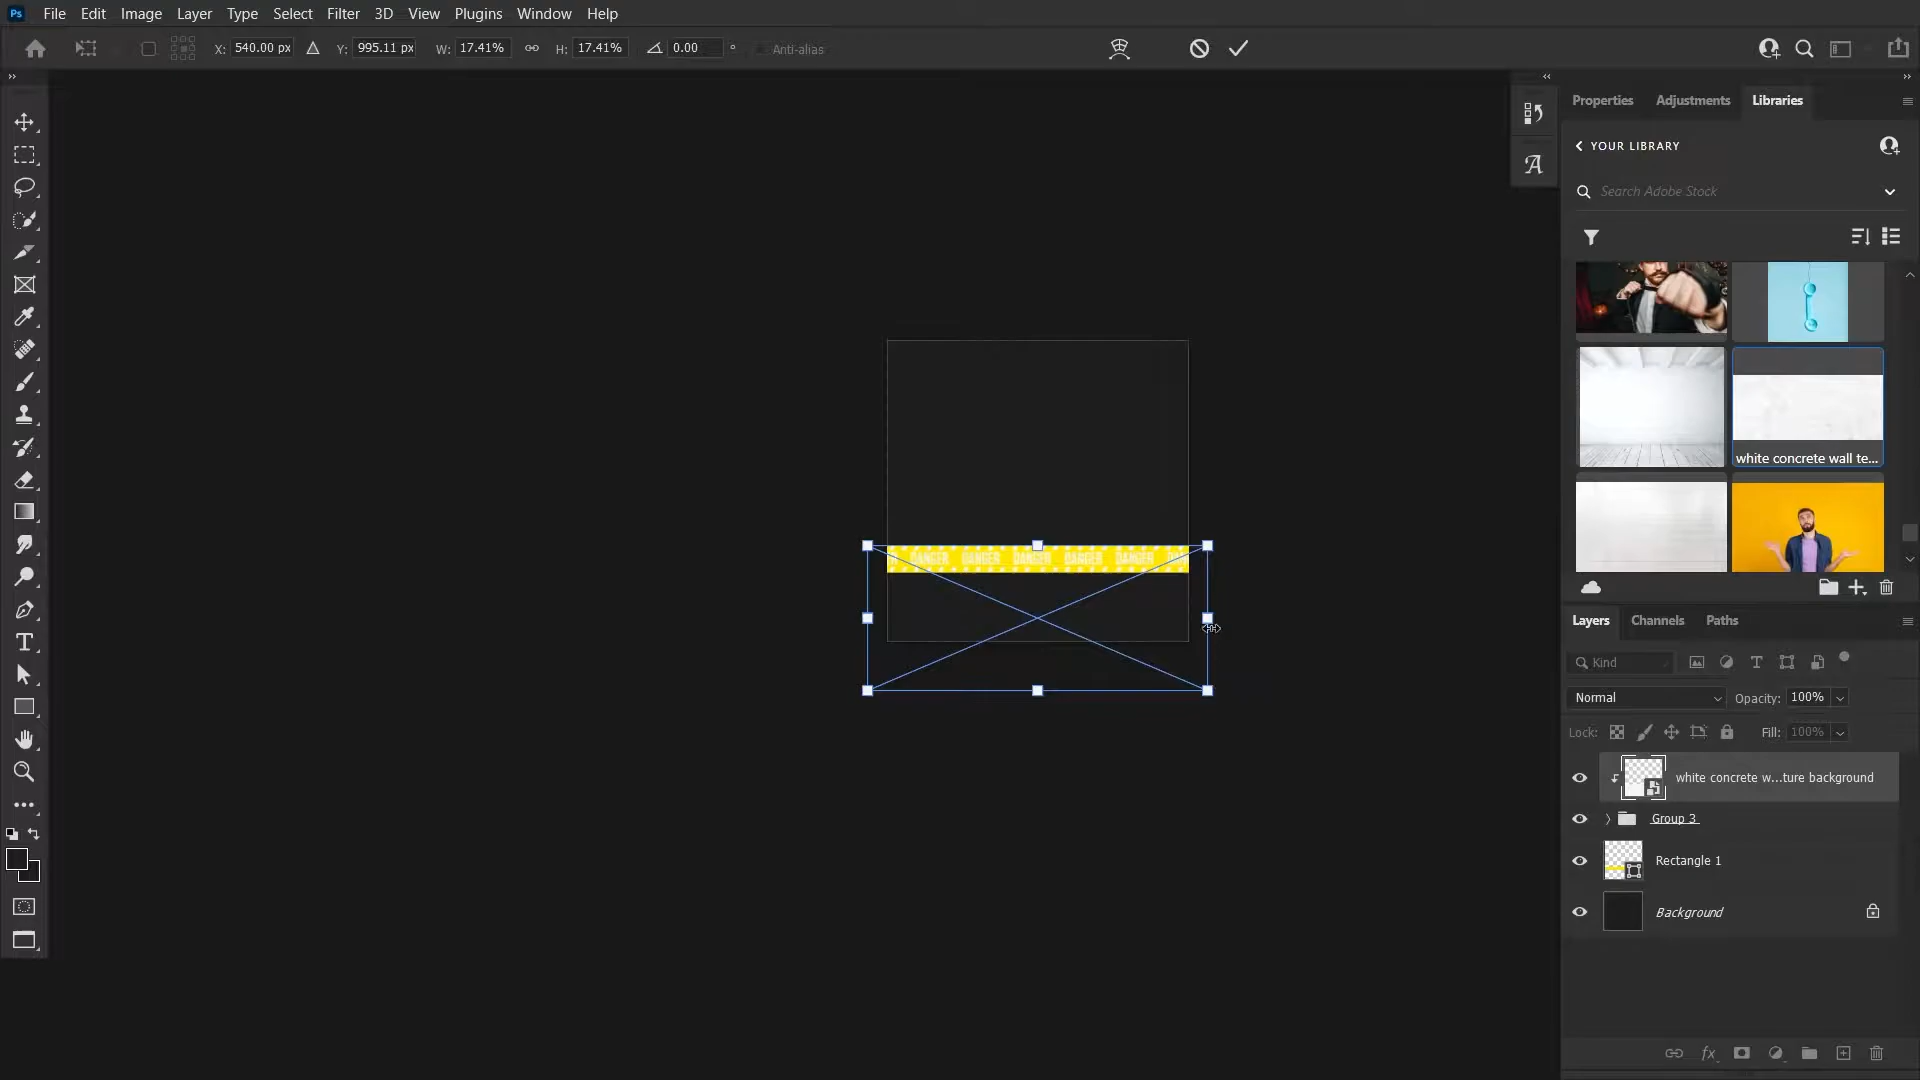 Ps File Edit Image Layer Type Select Filter 3D View Plugins Window Help
X: 540.00 px Y: 995.11 px W: 17.41% H: 17.41% 0.00 ° Anti-alias
Properties Adjustments Libraries
YOUR LIBRARY
Search Adobe Stock
white concrete wall te...
DANGER DANGER DANGER DANGER DANGER
Layers Channels Paths
Kind
Normal Opacity: 100%
Lock: Fill: 100%
white concrete w...ture background
Group 3
Rectangle 1
Background
fx